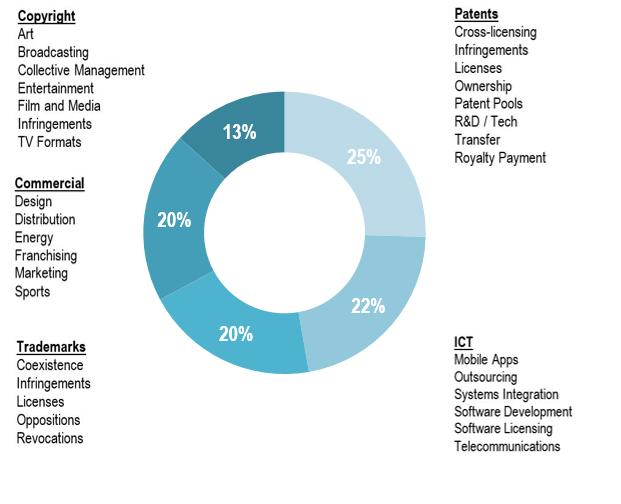 Copyright
Art
Broadcasting
Collective Management
Entertainment
Film and Media
Infringements
TV Formats
Patents
Cross-licensing
Infringements
Licenses
Ownership
Patent Pools
R&D / Tech
Transfer
Royalty Payment
13%
25%
20%
22%
20%
Commercial
Design
Distribution
Energy
Franchising
Marketing
Sports
Trademarks
Coexistence
Infringements
Licenses
Oppositions
Revocations
ICT
Mobile Apps
Outsourcing
Systems Integration
Software Development
Software Licensing
Telecommunications